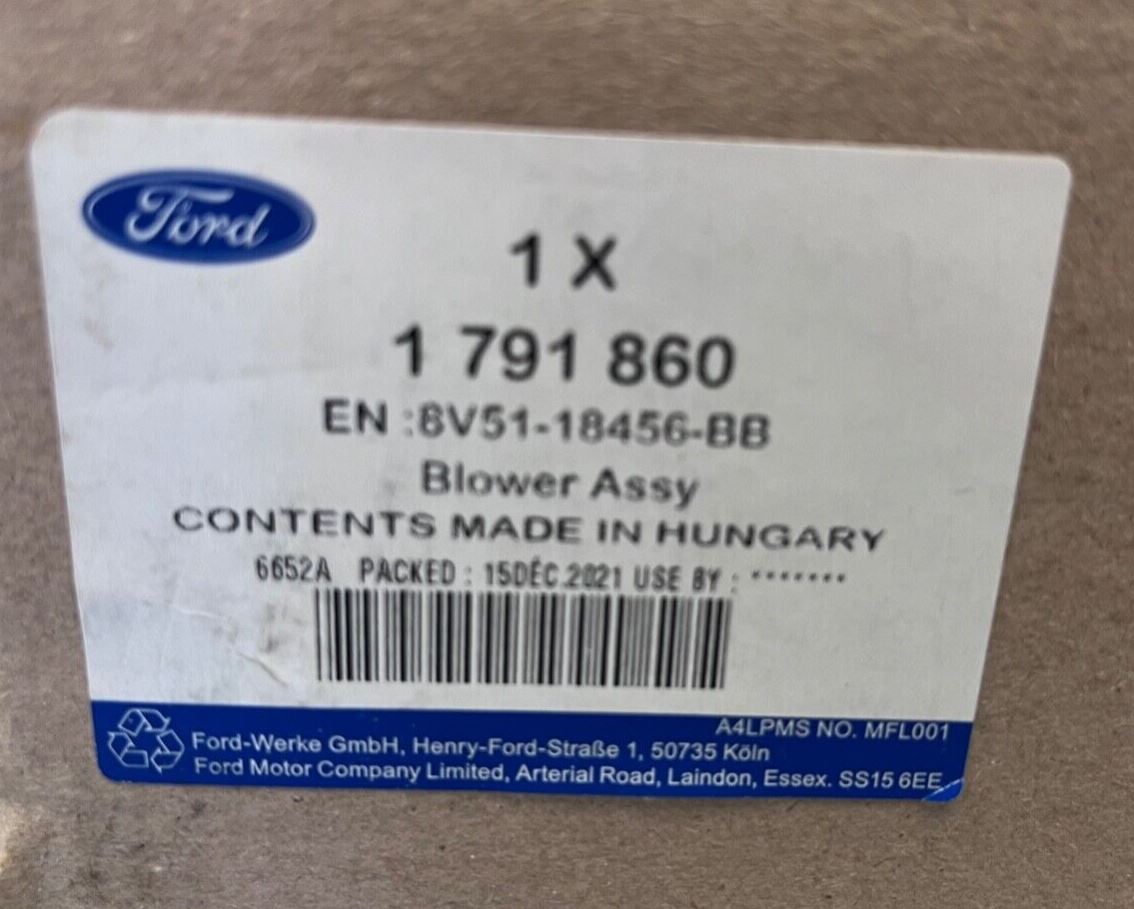 Ford
1 X
1 791 860
EN :8V51-18456-BB
Blower Assy
CONTENTS MADE IN HUNGARY
6652A PACKED : 15DÉC.2021 USE BY : *******
A4LPMS NO. MFL001
Ford-Werke GmbH, Henry-Ford-Straße 1, 50735 Köln
Ford Motor Company Limited, Arterial Road, Laindon, Essex. SS15 6EE